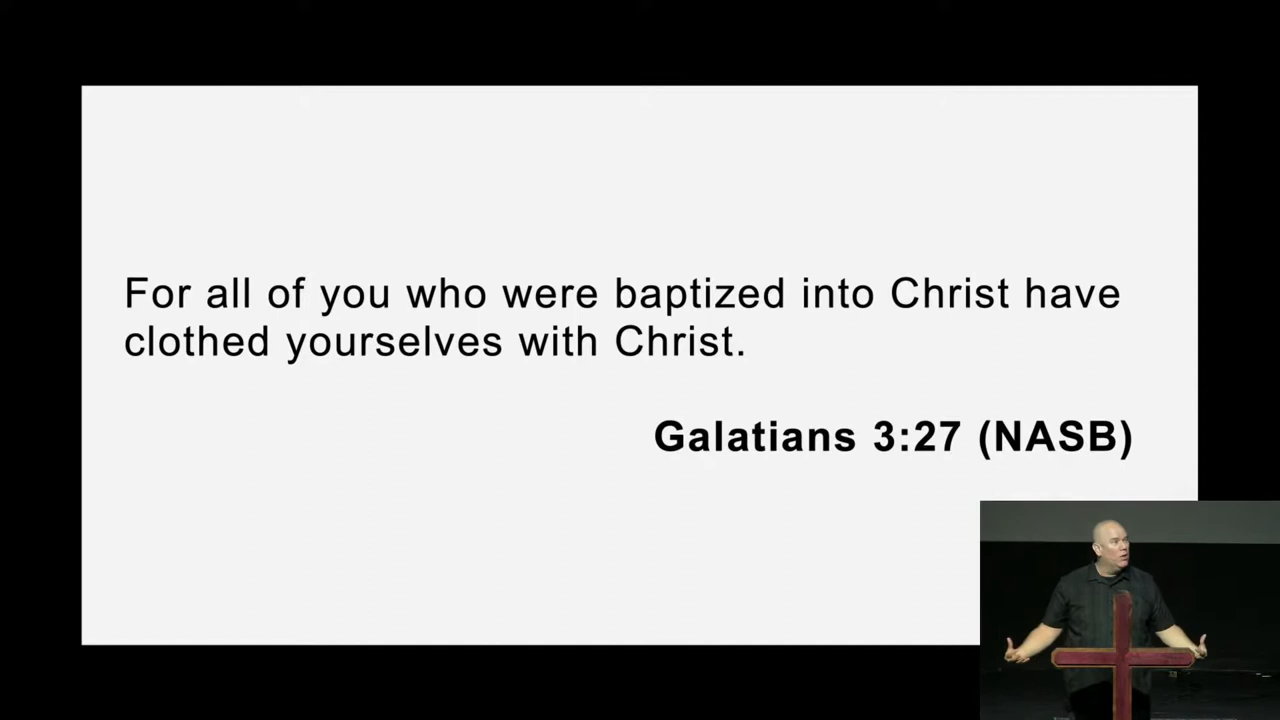 For all of you who were baptized into Christ have
clothed yourselves with Christ.
Galatians 3:27 (NASB)